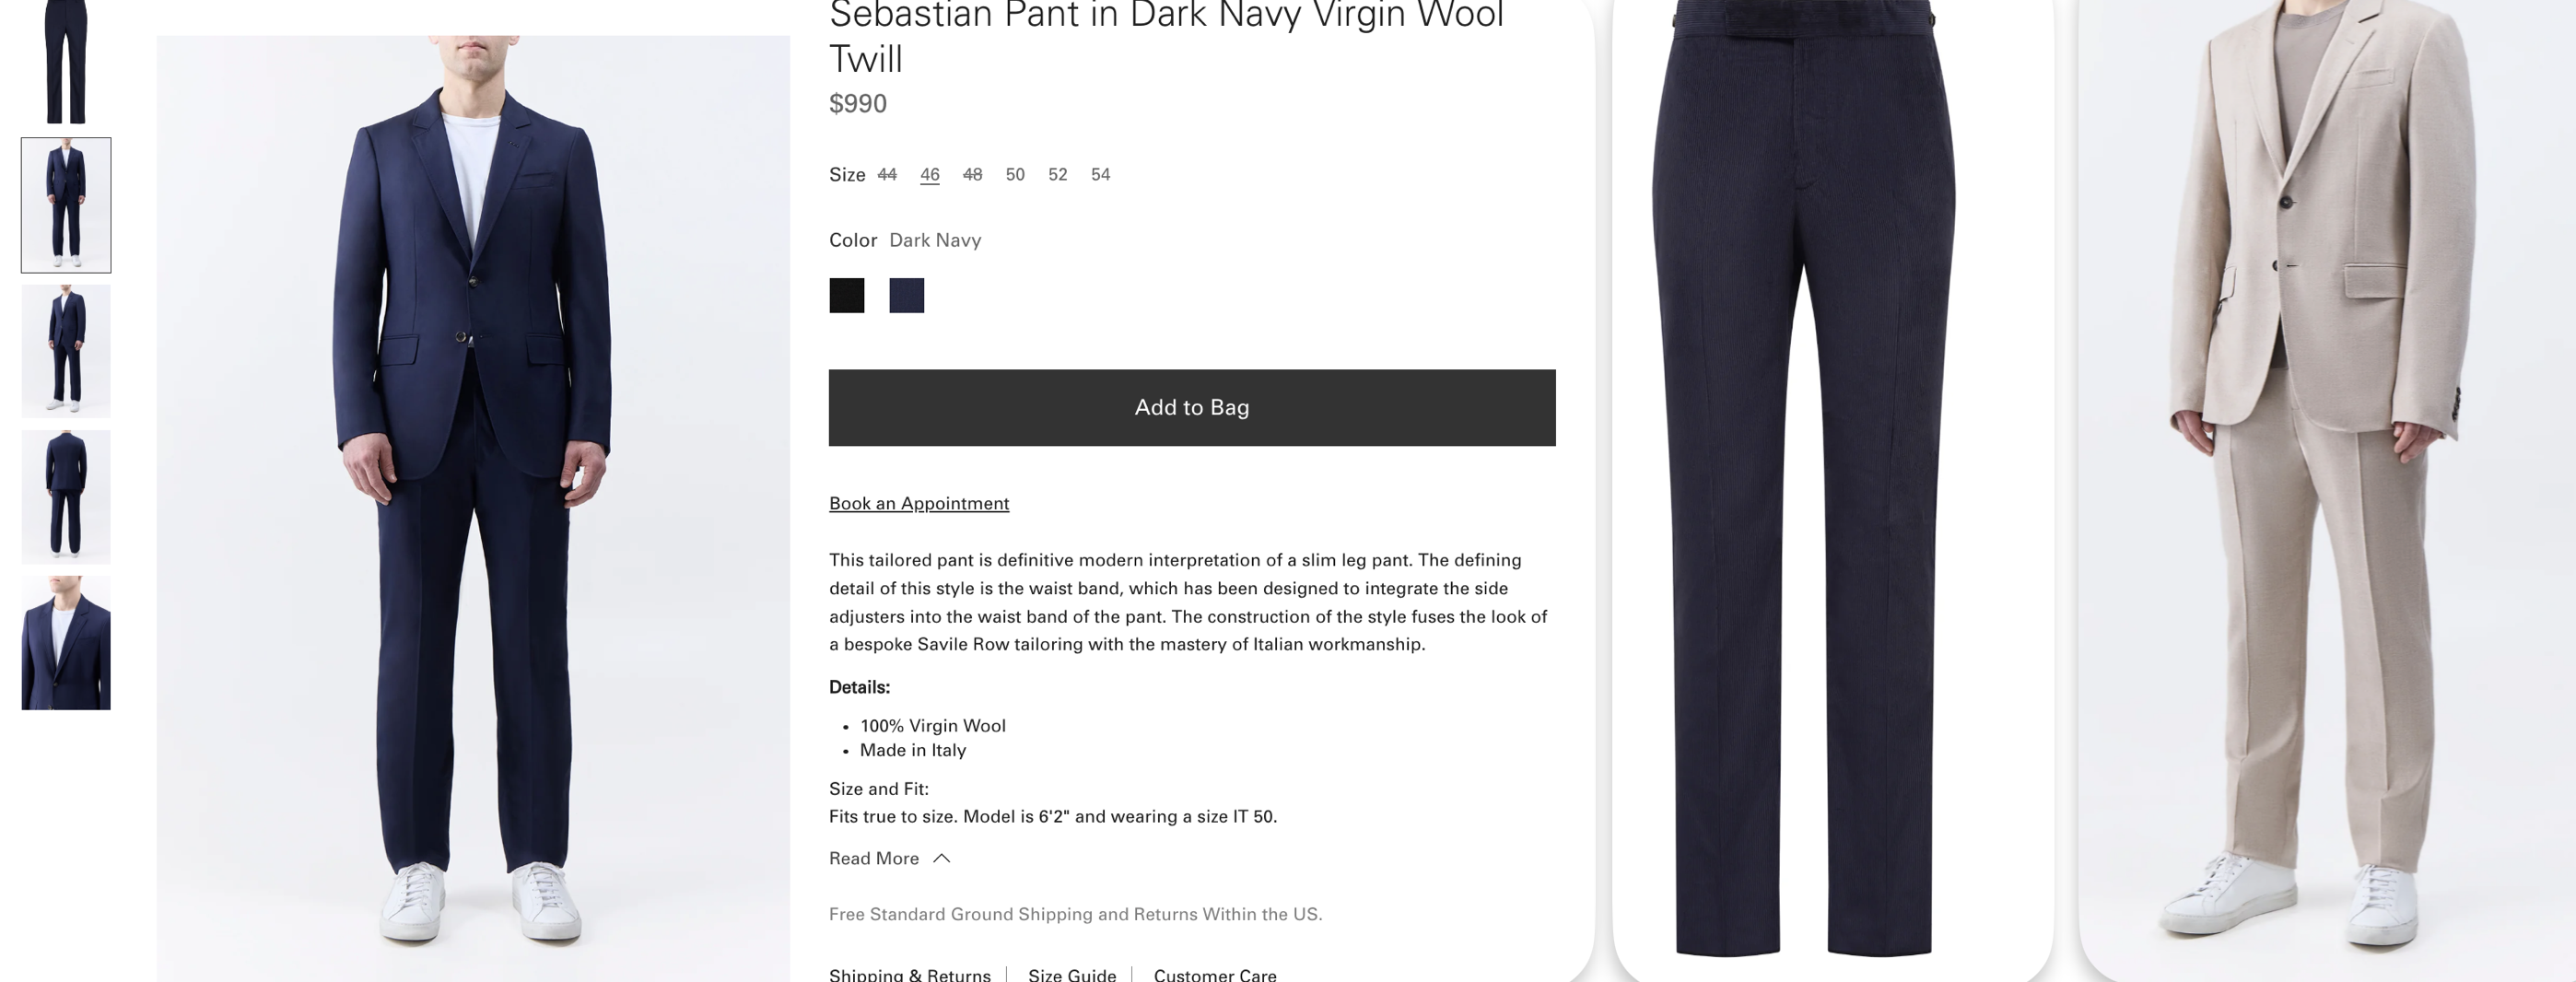 Sebastian Pant in Dark Navy Virgin Wool
Twill
$990
Size 44 46 48 50 52 54
Color Dark Navy
Add to Bag
Book an Appointment
This tailored pant is definitive modern interpretation of a slim leg pant. The defining
detail of this style is the waist band, which has been designed to integrate the side
adjusters into the waist band of the pant. The construction of the style fuses the look of
a bespoke Savile Row tailoring with the mastery of Italian workmanship.
Details:
• 100% Virgin Wool
• Made in Italy
Size and Fit:
Fits true to size. Model is 6'2" and wearing a size IT 50.
Read More
Free Standard Ground Shipping and Returns Within the US.
Shipping & Returns | Size Guide | Customer Care